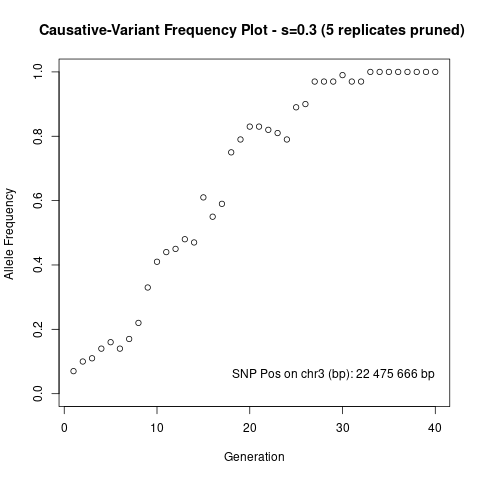 Causative-Variant Frequency Plot - s=0.3 (5 replicates pruned)
Allele Frequency
1.0
0.8
0.6
0.4
0.2
0.0
SNP Pos on chr3 (bp): 22 475 666 bp
0 10 20 30 40
Generation